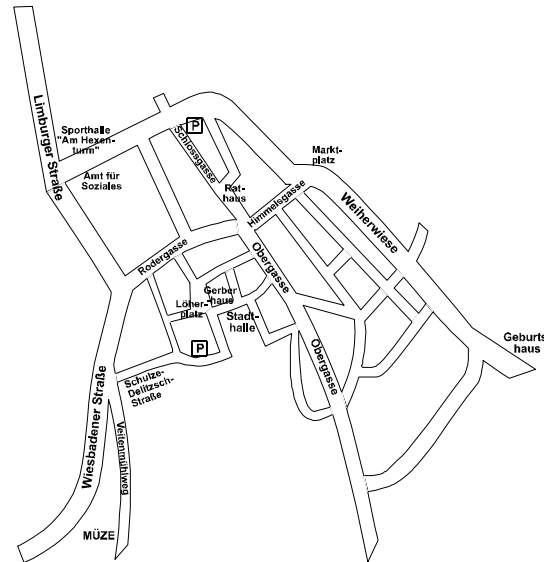 Limburger Straße
Sporthalle
"Am Hexen-
turm"
P
Schlossgasse
Markt-
platz
Amt für
Soziales
Rat-
haus
Himmelsgasse
Weiherwiese
Rodergasse
Obergasse
Gerber-
haus
Löher-
platz
Stadt-
halle
Geburts
haus
P
Obergasse
Schulze-
Delitzsch-
Straße
Wiesbadener Straße
Veitenmühlweg
MÜZE